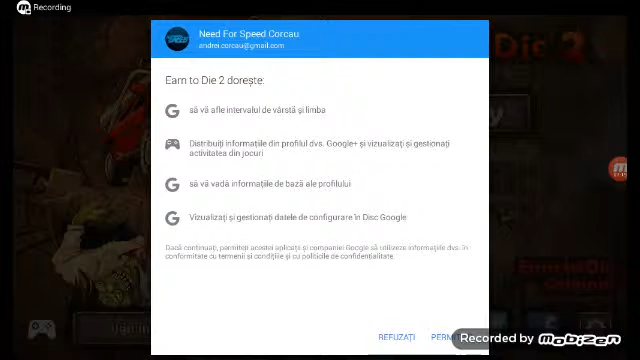 Recording
Need For Speed Corcau
andrei.corcau@gmail.com
Die 2
Earn to Die 2 dorește:
să vă afle intervalul de vârstă și limba
Distribuiți informațiile din profilul dvs. Google+ și vizualizați și gestionați
activitatea din jocuri
să vă vadă informațiile de bază ale profilului
Vizualizați și gestionați datele de configurare în Disc Google
Dacă continuați, permiteți acestei aplicații și companiei Google să utilizeze informațiile dvs. în
conformitate cu termenii și condițiile și cu politicile de confidențialitate.
REFUZAȚI
Recorded by mobizen